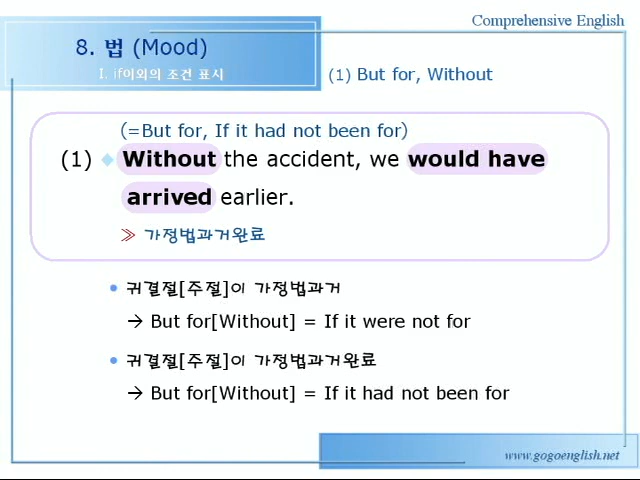 Comprehensive English
8. 법 (Mood)
I. if이외의 조건 표시
(1) But for, Without
(=But for, If it had not been for)
(1) ◆ Without the accident, we would have
arrived earlier.
≫ 가정법과거완료
• 귀결절[주절]이 가정법과거
→ But for[Without] = If it were not for
• 귀결절[주절]이 가정법과거완료
→ But for[Without] = If it had not been for
www.gogoenglish.net